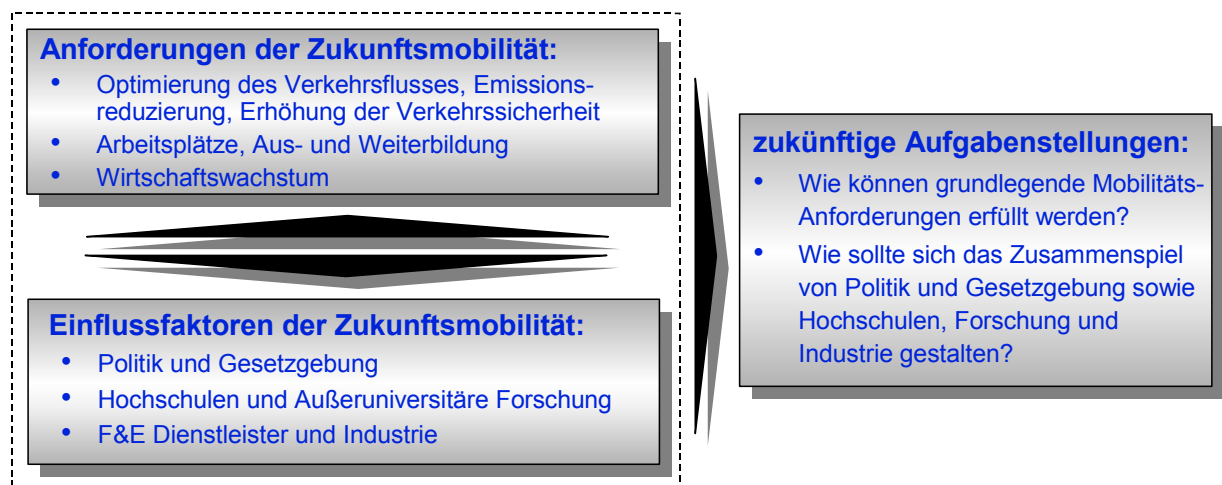 Anforderungen der Zukunftsmobilität:
• Optimierung des Verkehrsflusses, Emissions-
reduzierung, Erhöhung der Verkehrssicherheit
• Arbeitsplätze, Aus- und Weiterbildung
• Wirtschaftswachstum
Einflussfaktoren der Zukunftsmobilität:
• Politik und Gesetzgebung
• Hochschulen und Außeruniversitäre Forschung
• F&E Dienstleister und Industrie
zukünftige Aufgabenstellungen:
• Wie können grundlegende Mobilitäts-
Anforderungen erfüllt werden?
• Wie sollte sich das Zusammenspiel
von Politik und Gesetzgebung sowie
Hochschulen, Forschung und
Industrie gestalten?